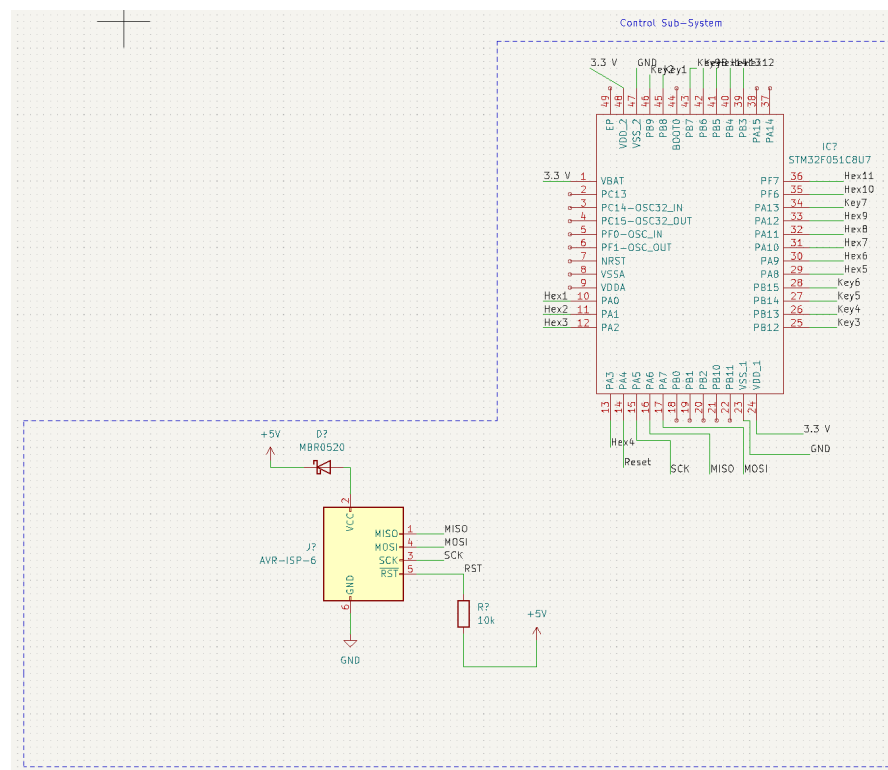 Control Sub-System
3.3 V
GND
Key2
Key1
49 48 47 46 45 44 43 42 41 40 39 38 37
EP VDD_2 VSS_2 PB9 PB8 BOOT0 PB7 PB6 PB5 PB4 PB3 PA15 PA14
IC?
STM32F051C8U7
3.3 V 1 VBAT
2 PC13
3 PC14-OSC32_IN
4 PC15-OSC32_OUT
5 PF0-OSC_IN
6 PF1-OSC_OUT
7 NRST
8 VSSA
9 VDDA
Hex1 10 PA0
Hex2 11 PA1
Hex3 12 PA2
PF7 36 Hex11
PF6 35 Hex10
PA13 34 Key7
PA12 33 Hex9
PA11 32 Hex8
PA10 31 Hex7
PA9 30 Hex6
PA8 29 Hex5
PB15 28 Key6
PB14 27 Key5
PB13 26 Key4
PB12 25 Key3
PA3 PA4 PA5 PA6 PA7 PB0 PB1 PB2 PB10 PB11 VSS_1 VDD_1
13 14 15 16 17 18 19 20 21 22 23 24
3.3 V
Hex4
GND
Reset
SCK
MISO
MOSI
+5V
D?
MBR0520
2
VCC
J?
AVR-ISP-6
MISO 1 MISO
MOSI 4 MOSI
SCK 3 SCK
RST 5 RST
GND
6
GND
R?
10k
+5V